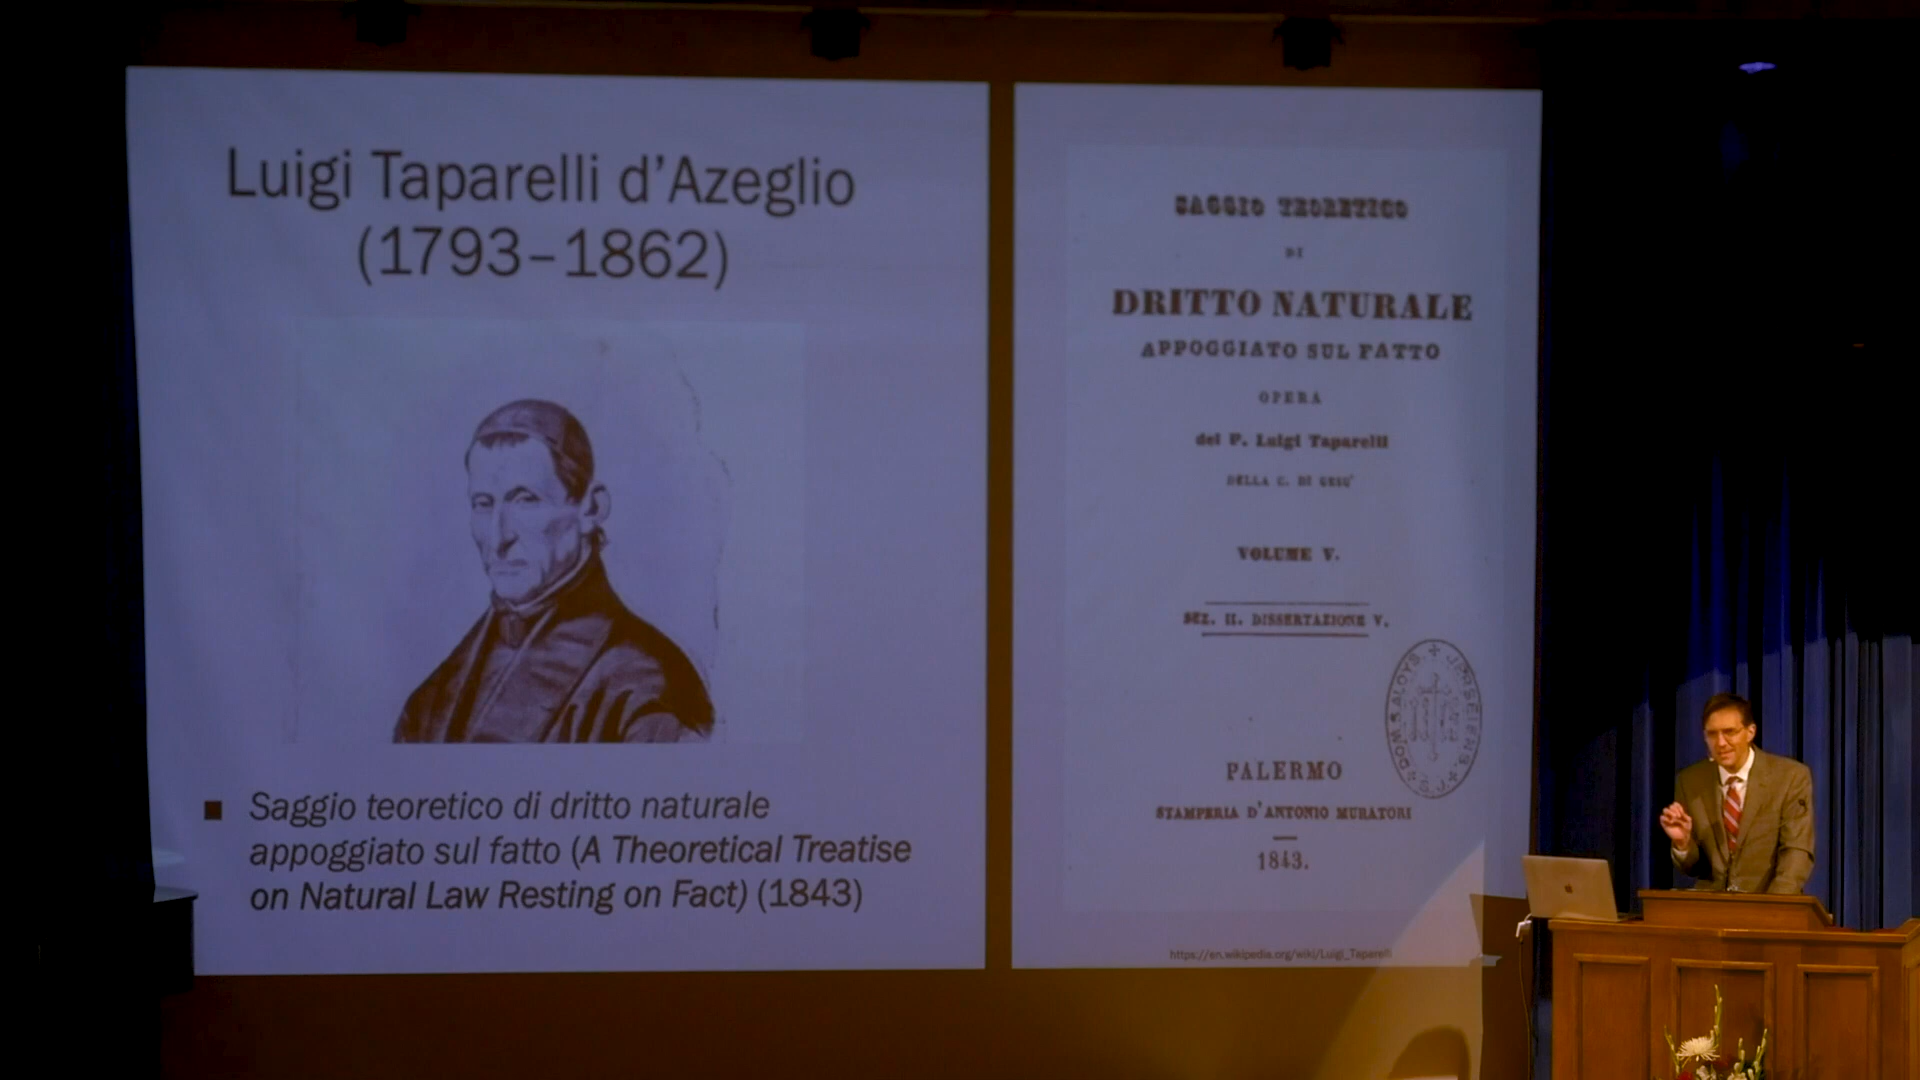 Luigi Taparelli d'Azeglio
(1793–1862)
■ Saggio teoretico di dritto naturale
appoggiato sul fatto (A Theoretical Treatise
on Natural Law Resting on Fact) (1843)
SAGGIO TEORETICO
DI
DRITTO NATURALE
APPOGGIATO SUL FATTO
OPERA
del P. Luigi Taparelli
DELLA C. DI GESU'
VOLUME V.
SEZ. II. DISSERTAZIONE V.
DOM. S. ALOYS.
S. J.
PALERMO
STAMPERIA D'ANTONIO MURATORI
1843.
https://en.wikipedia.org/wiki/Luigi_Taparelli